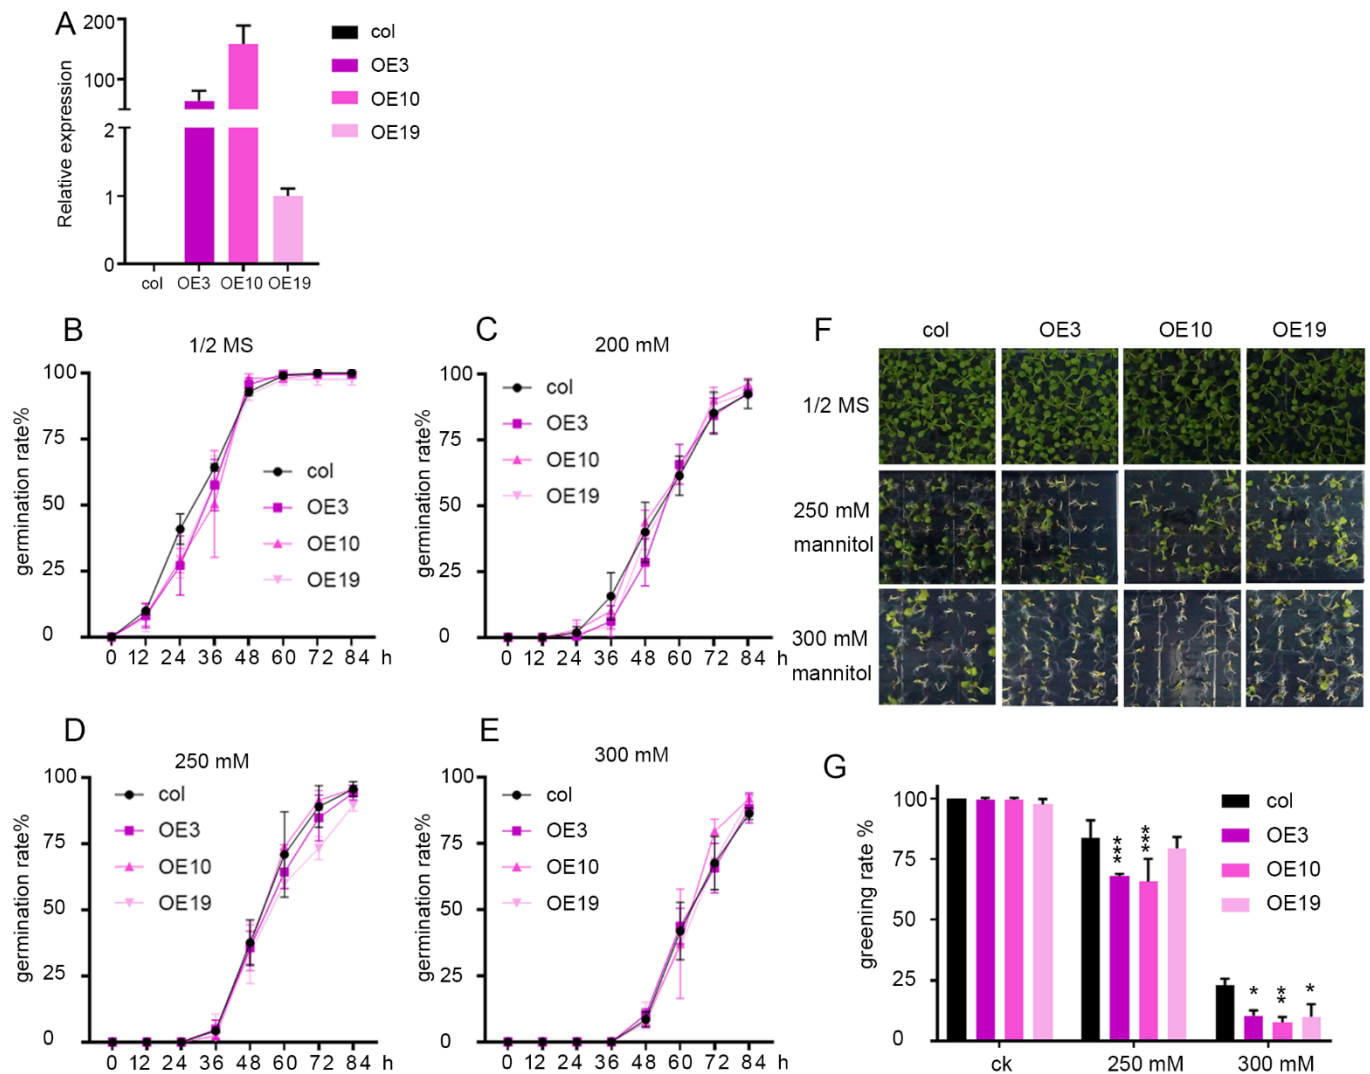 A
200
100
2
1
0
Relative expression
col
OE3
OE10
OE19
col OE3 OE10 OE19
B
1/2 MS
100
75
50
25
0
germination rate%
col
OE3
OE10
OE19
0 12 24 36 48 60 72 84 h
C
200 mM
100
75
50
25
0
germination rate%
col
OE3
OE10
OE19
0 12 24 36 48 60 72 84 h
F
col OE3 OE10 OE19
1/2 MS
250 mM
mannitol
300 mM
mannitol
D
250 mM
100
75
50
25
0
germination rate%
col
OE3
OE10
OE19
0 12 24 36 48 60 72 84 h
E
300 mM
100
75
50
25
0
germination rate%
col
OE3
OE10
OE19
0 12 24 36 48 60 72 84 h
G
100
75
50
25
0
greening rate %
*** ***
* ** *
col
OE3
OE10
OE19
ck 250 mM 300 mM